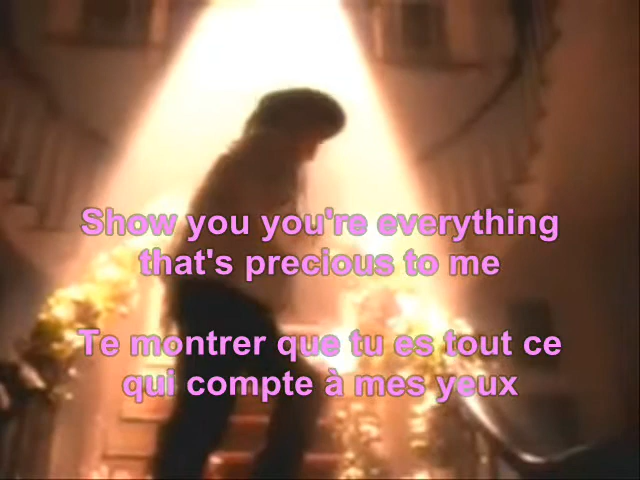 Show you you're everything
that's precious to me
Te montrer que tu es tout ce
qui compte à mes yeux